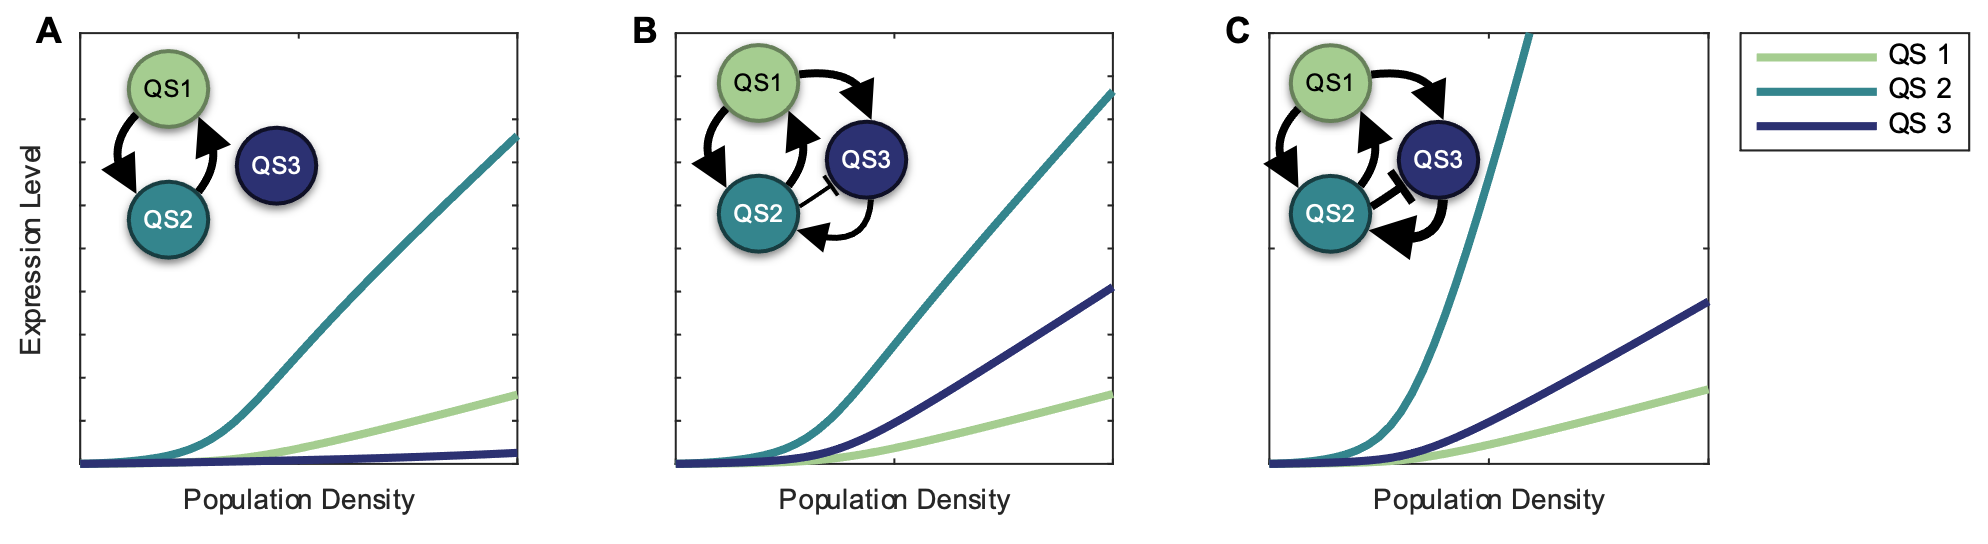 A
QS1
QS2
QS3
Expression Level
Population Density
B
QS1
QS3
QS2
Population Density
C
QS1
QS3
QS2
Population Density
QS 1
QS 2
QS 3